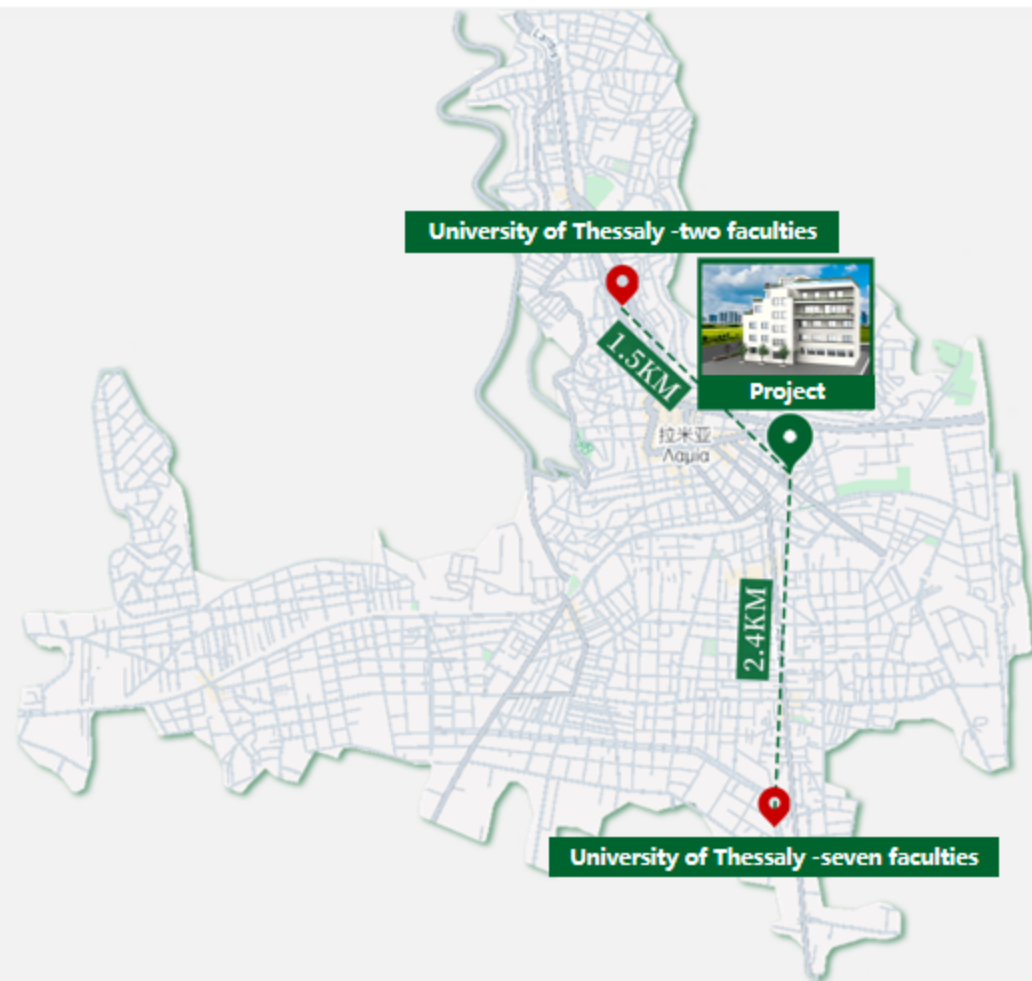 University of Thessaly -two faculties
1.5KM
Project
拉米亚
Λαμία
2.4KM
University of Thessaly -seven faculties